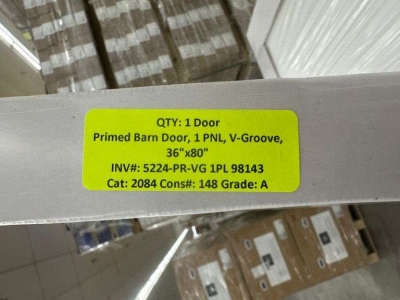 QTY: 1 Door
Primed Barn Door, 1 PNL, V-Groove,
36"x80"
INV#: 5224-PR-VG 1PL 98143
Cat: 2084 Cons#: 148 Grade: A